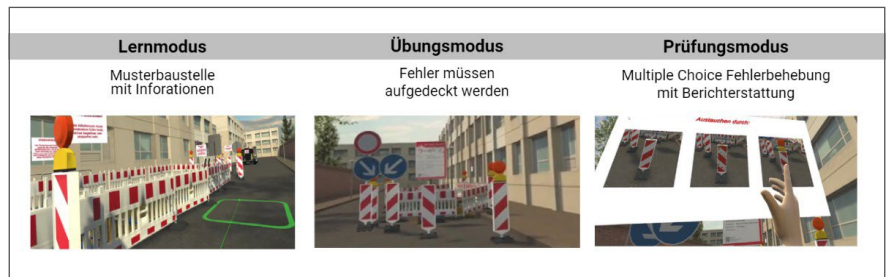 Lernmodus
Musterbaustelle
mit Inforationen
Übungsmodus
Fehler müssen
aufgedeckt werden
Prüfungsmodus
Multiple Choice Fehlerbehebung
mit Berichterstattung
Austauschen durch: